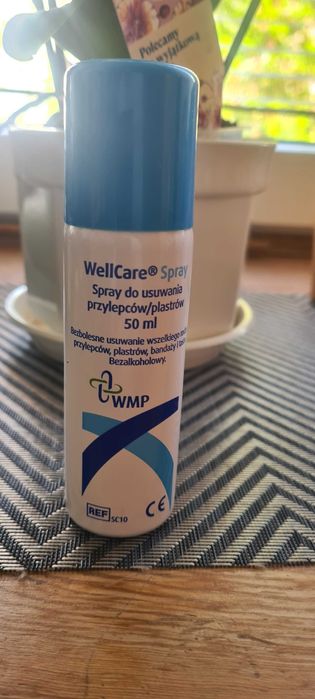 Polecamy
wyjątkową
WellCare® Spray
Spray do usuwania
przylepców/plastrów
50 ml
Bezbolesne usuwanie wszelkiego
przylepców, plastrów, bandaży i
Bezalkoholowy.
WMP
REF SC10
CE